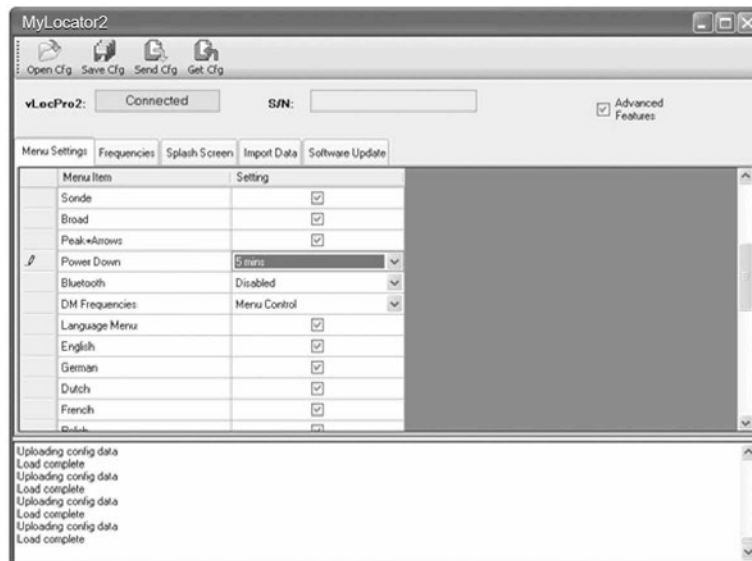 MyLocator2
Open Cfg Save Cfg Send Cfg Get Cfg
vLocPro2: Connected S/N: Advanced Features
Menu Settings Frequencies Splash Screen Import Data Software Update
Menu Item Setting
Sonde
Broad
Peak+Arrows
Power Down 5 mins
Bluetooth Disabled
DM Frequencies Menu Control
Language Menu
English
German
Dutch
French
Polish
Uploading config data
Load complete
Uploading config data
Load complete
Uploading config data
Load complete
Uploading config data
Load complete